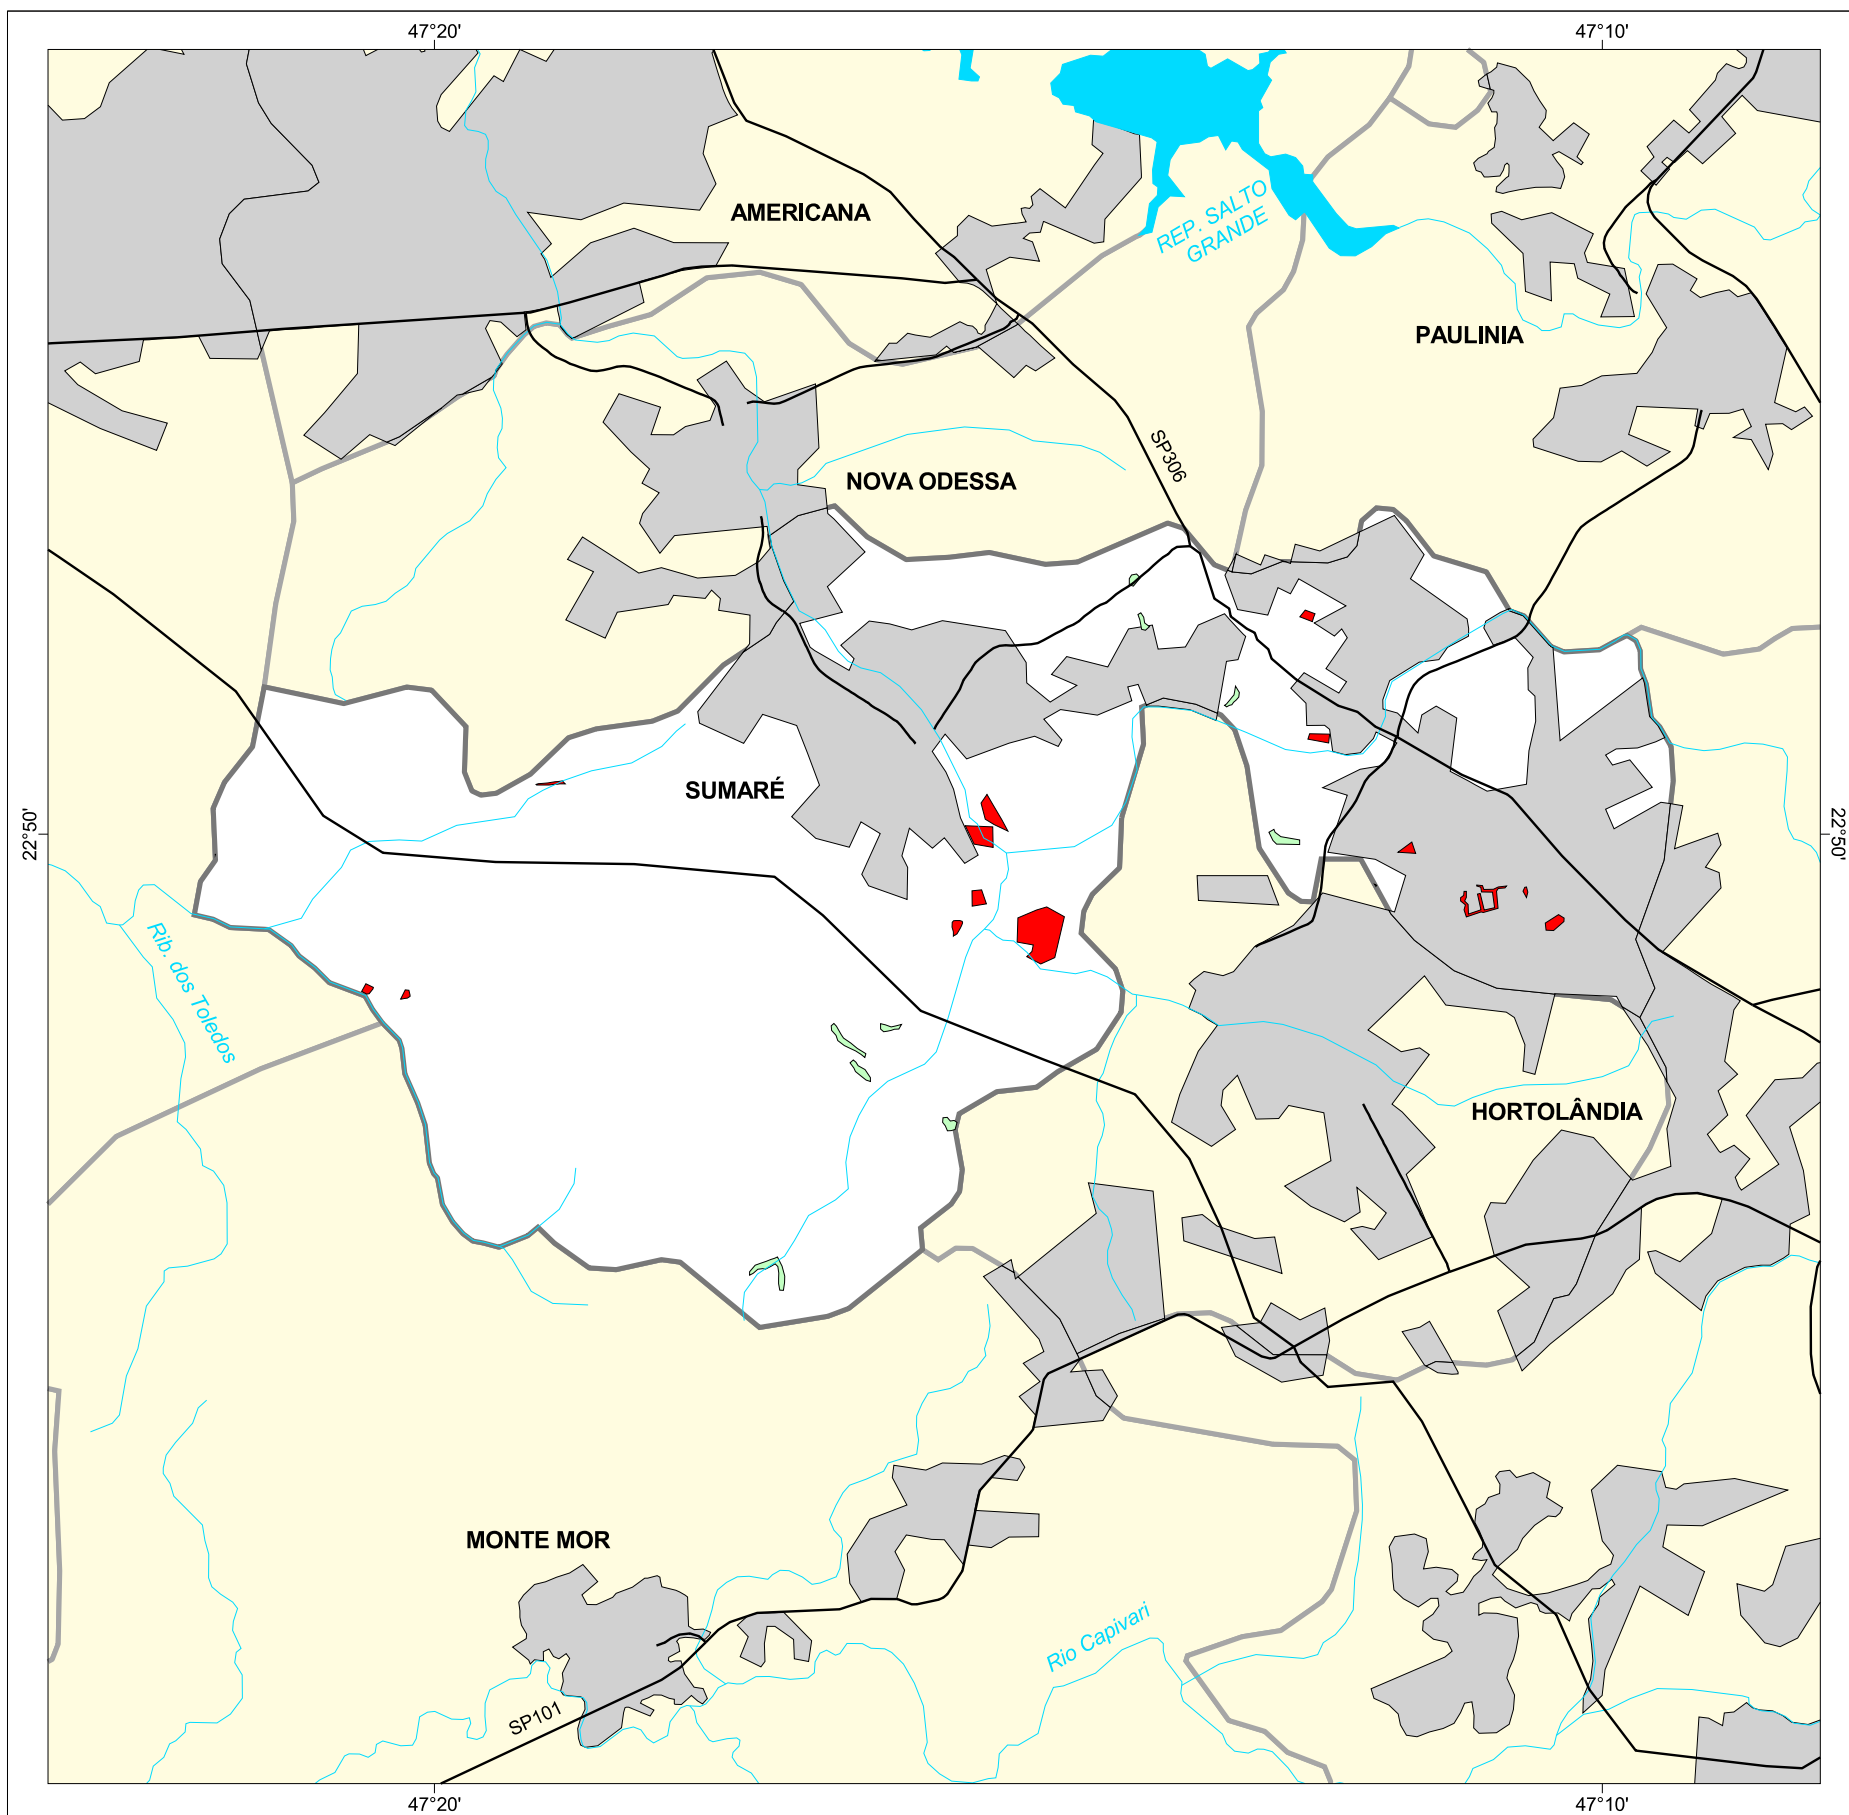 47°20'
47°10'
AMERICANA
REP. SALTO
GRANDE
PAULINIA
SP306
NOVA ODESSA
SUMARÉ
22°50'
22°50'
Rib. dos Toledos
HORTOLÂNDIA
MONTE MOR
Rio Capivari
SP101
47°20'
47°10'